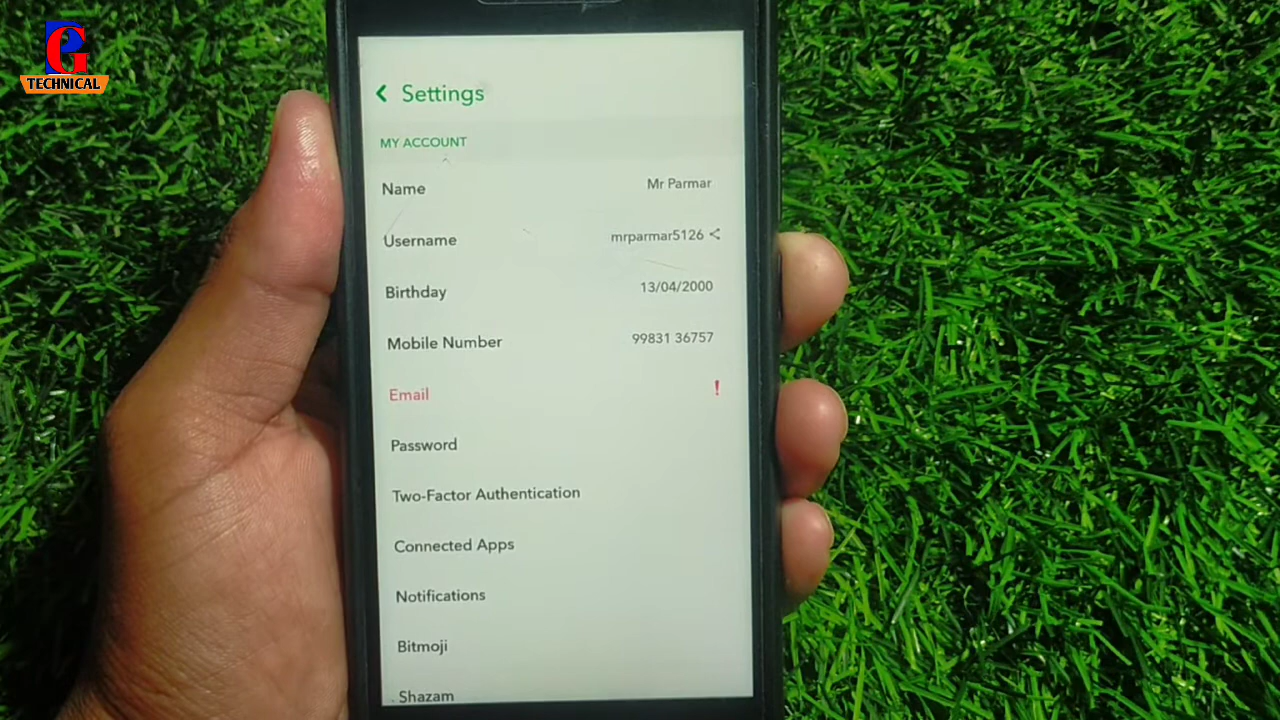 PG
TECHNICAL
Settings
MY ACCOUNT
Name Mr Parmar
Username mrparmar5126
Birthday 13/04/2000
Mobile Number 99831 36757
Email !
Password
Two-Factor Authentication
Connected Apps
Notifications
Bitmoji
Shazam